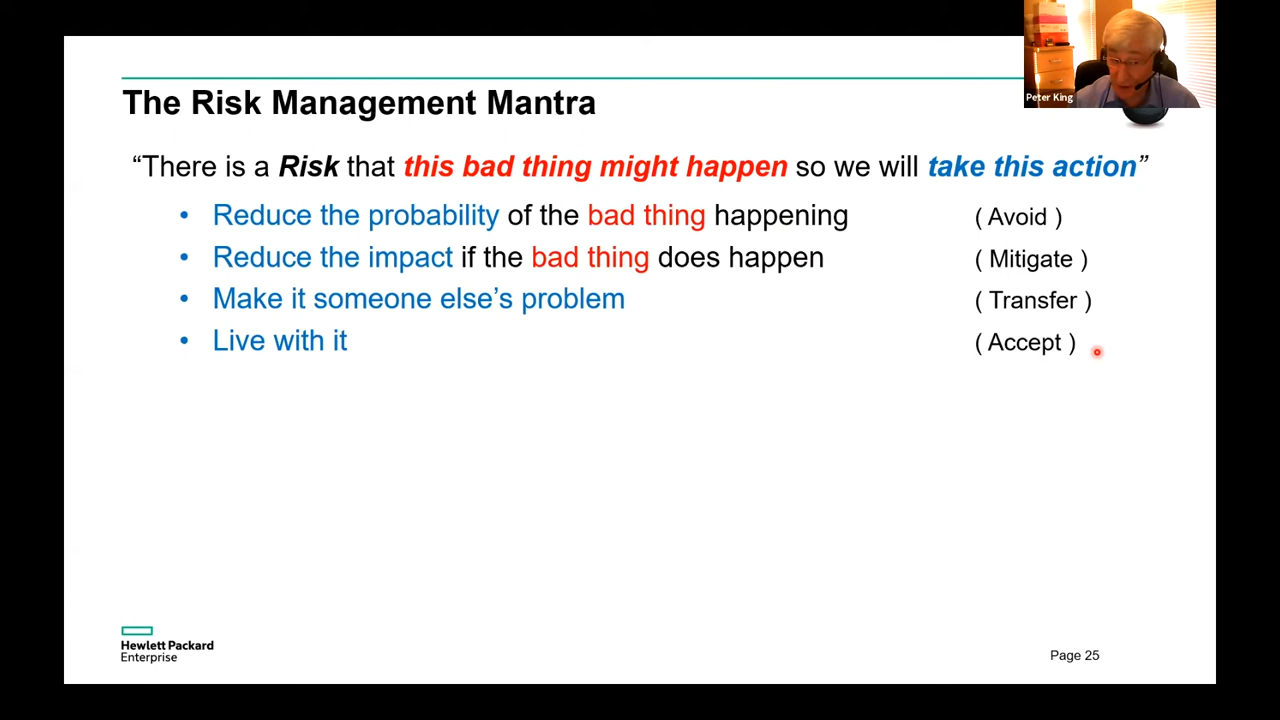 Peter King
The Risk Management Mantra
“There is a Risk that this bad thing might happen so we will take this action”
• Reduce the probability of the bad thing happening ( Avoid )
• Reduce the impact if the bad thing does happen ( Mitigate )
• Make it someone else’s problem ( Transfer )
• Live with it ( Accept )
Hewlett Packard
Enterprise
Page 25